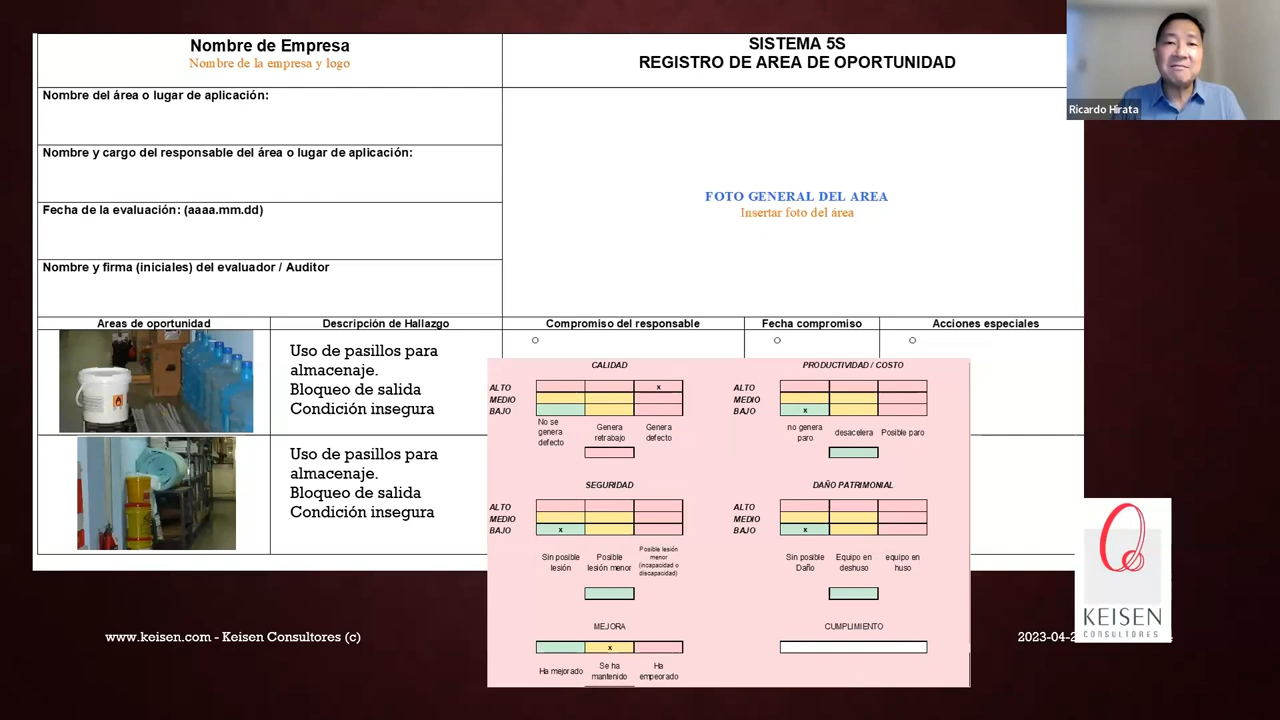 Nombre de Empresa
Nombre de la empresa y logo
SISTEMA 5S
REGISTRO DE AREA DE OPORTUNIDAD
Ricardo Hirata
Nombre del área o lugar de aplicación:
Nombre y cargo del responsable del área o lugar de aplicación:
Fecha de la evaluación: (aaaa.mm.dd)
Nombre y firma (iniciales) del evaluador / Auditor
FOTO GENERAL DEL AREA
Insertar foto del área
Areas de oportunidad
Descripción de Hallazgo
Compromiso del responsable
Fecha compromiso
Acciones especiales
Uso de pasillos para
almacenaje.
Bloqueo de salida
Condición insegura
Uso de pasillos para
almacenaje.
Bloqueo de salida
Condición insegura
CALIDAD
ALTO
x
MEDIO
BAJO
No se
genera
defecto
Genera
retrabajo
Genera
defecto
PRODUCTIVIDAD / COSTO
ALTO
MEDIO
BAJO
x
no genera
paro
desacelera
Posible paro
SEGURIDAD
ALTO
MEDIO
BAJO
x
Sin posible
lesión
Posible
lesión menor
Posible lesión
menor
(incapacidad o
discapacidad)
DAÑO PATRIMONIAL
ALTO
MEDIO
BAJO
x
Sin posible
Daño
Equipo en
deshuso
equipo en
huso
MEJORA
x
Ha mejorado
Se ha
mantenido
Ha
empeorado
CUMPLIMIENTO
www.keisen.com - Keisen Consultores (c)
2023-04-2
KEISEN
CONSULTORES